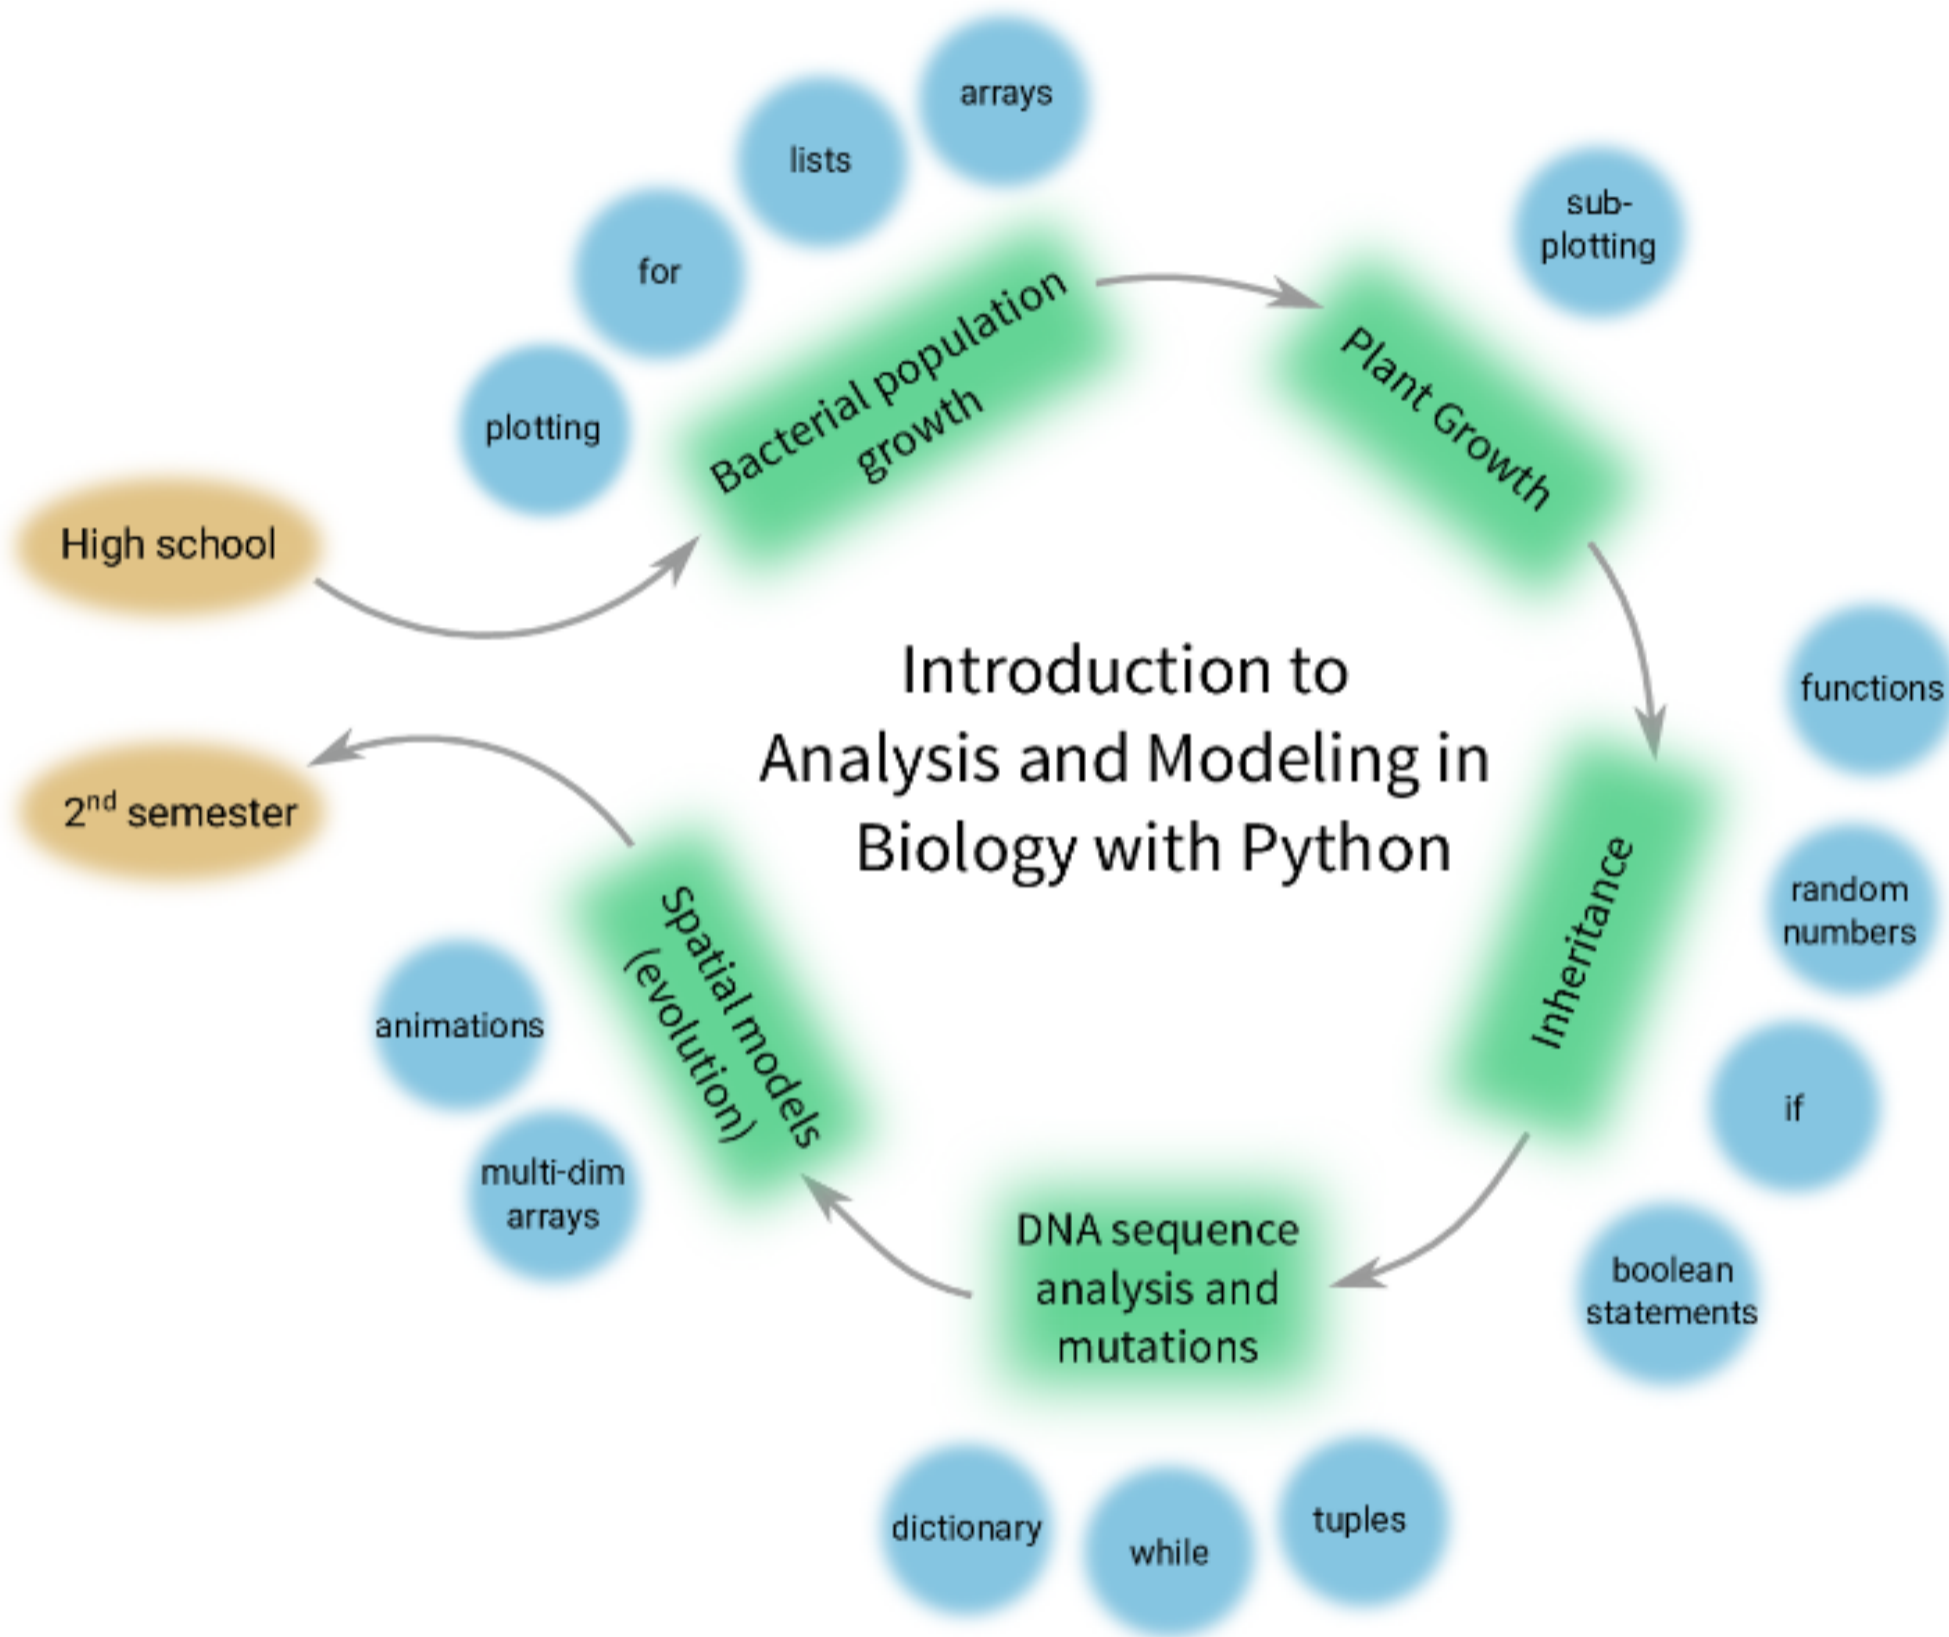 arrays
lists
for
plotting
sub-
plotting
Bacterial population
growth
Plant Growth
High school
2nd semester
Introduction to
Analysis and Modeling in
Biology with Python
functions
random
numbers
if
boolean
statements
Inheritance
Spatial models
(evolution)
animations
multi-dim
arrays
DNA sequence
analysis and
mutations
dictionary
while
tuples